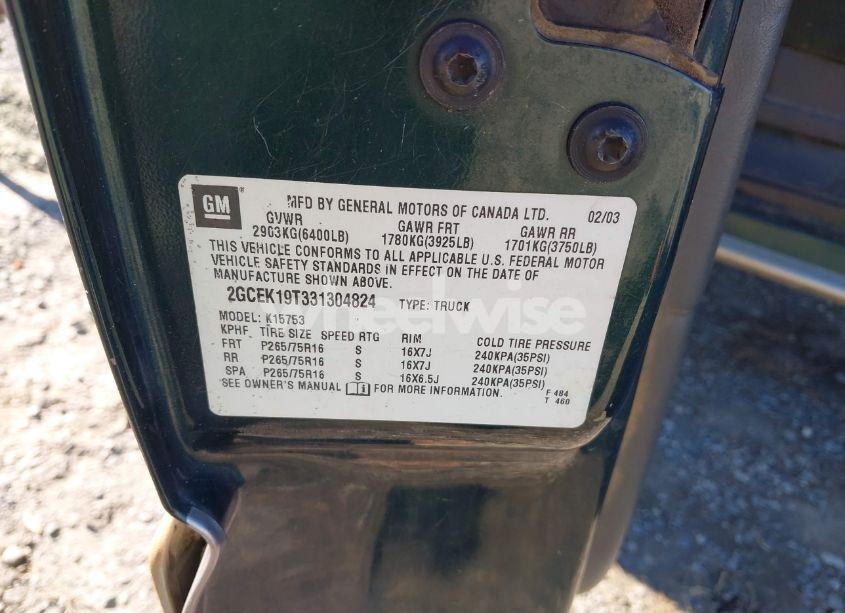 GM ® MFD BY GENERAL MOTORS OF CANADA LTD. 02/03
GVWR GAWR FRT GAWR RR
2903KG(6400LB) 1780KG(3925LB) 1701KG(3750LB)
THIS VEHICLE CONFORMS TO ALL APPLICABLE U.S. FEDERAL MOTOR
VEHICLE SAFETY STANDARDS IN EFFECT ON THE DATE OF
MANUFACTURE SHOWN ABOVE.
2GCEK19T331304824 TYPE: TRUCK
MODEL: K15753
KPHF TIRE SIZE SPEED RTG RIM COLD TIRE PRESSURE
FRT P265/75R16 S 16X7J 240KPA(35PSI)
RR P265/75R16 S 16X7J 240KPA(35PSI)
SPA P265/75R16 S 16X6.5J 240KPA(35PSI)
SEE OWNER'S MANUAL FOR MORE INFORMATION.
F 484
T 460
wheelwise